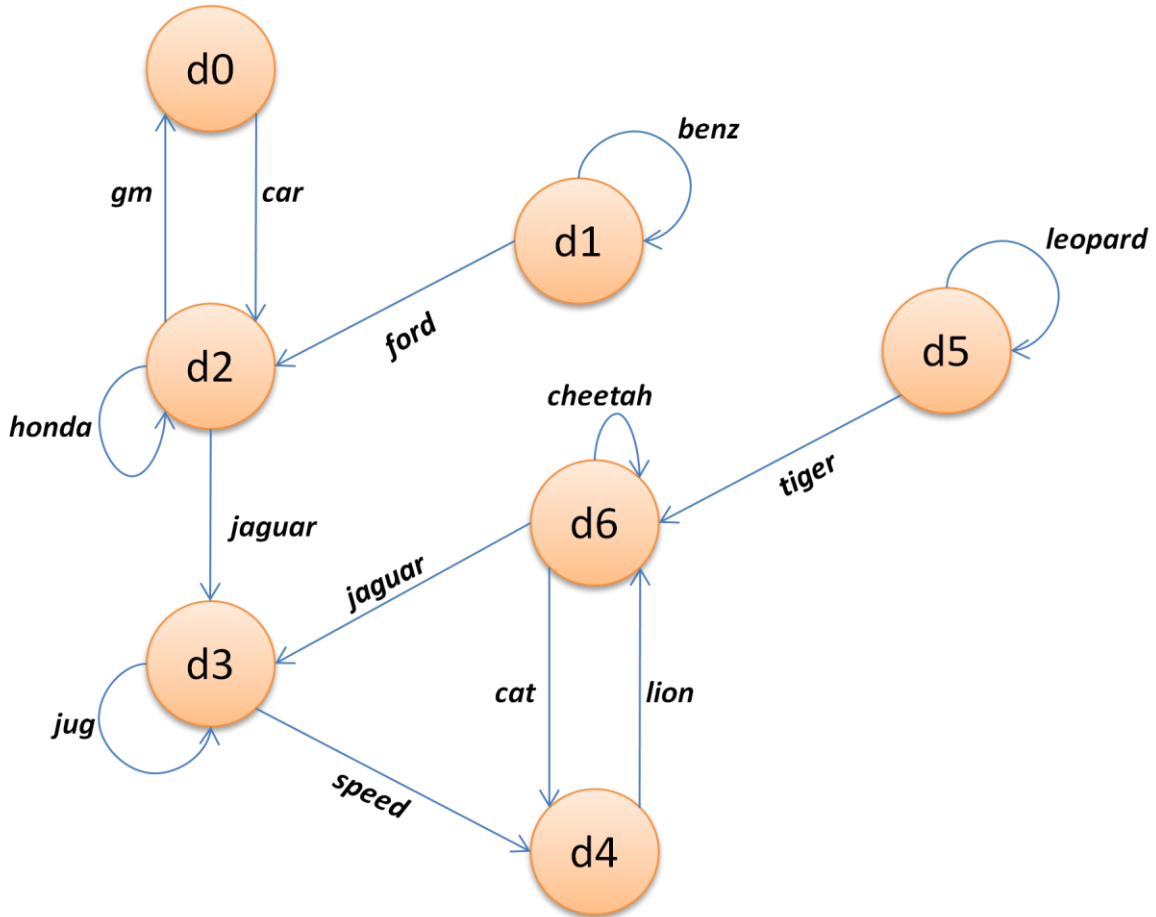 d0
gm
car
benz
d1
leopard
ford
d2
d5
honda
cheetah
tiger
jaguar
d6
jaguar
d3
cat
lion
jug
speed
d4